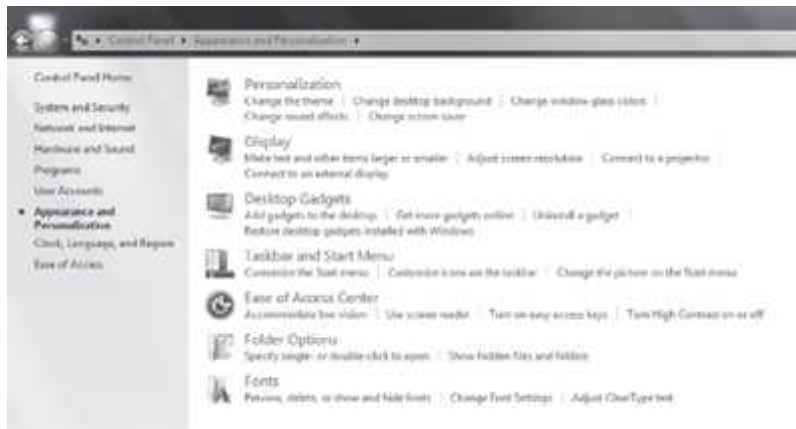 Control Panel ▸ Appearance and Personalization ▸
Control Panel Home
System and Security
Network and Internet
Hardware and Sound
Programs
User Accounts
Appearance and
Personalization
Clock, Language, and Region
Ease of Access
Personalization
Change the theme | Change desktop background | Change window glass colors |
Change sound effects | Change screen saver
Display
Make text and other items larger or smaller | Adjust screen resolution | Connect to a projector |
Connect to an external display
Desktop Gadgets
Add gadgets to the desktop | Get more gadgets online | Uninstall a gadget |
Restore desktop gadgets installed with Windows
Taskbar and Start Menu
Customize the Start menu | Customize icons on the taskbar | Change the picture on the Start menu
Ease of Access Center
Accommodate low vision | Use screen reader | Turn on easy access keys | Turn High Contrast on or off
Folder Options
Specify single- or double-click to open | Show hidden files and folders
Fonts
Preview, delete, or show and hide fonts | Change Font Settings | Adjust ClearType text